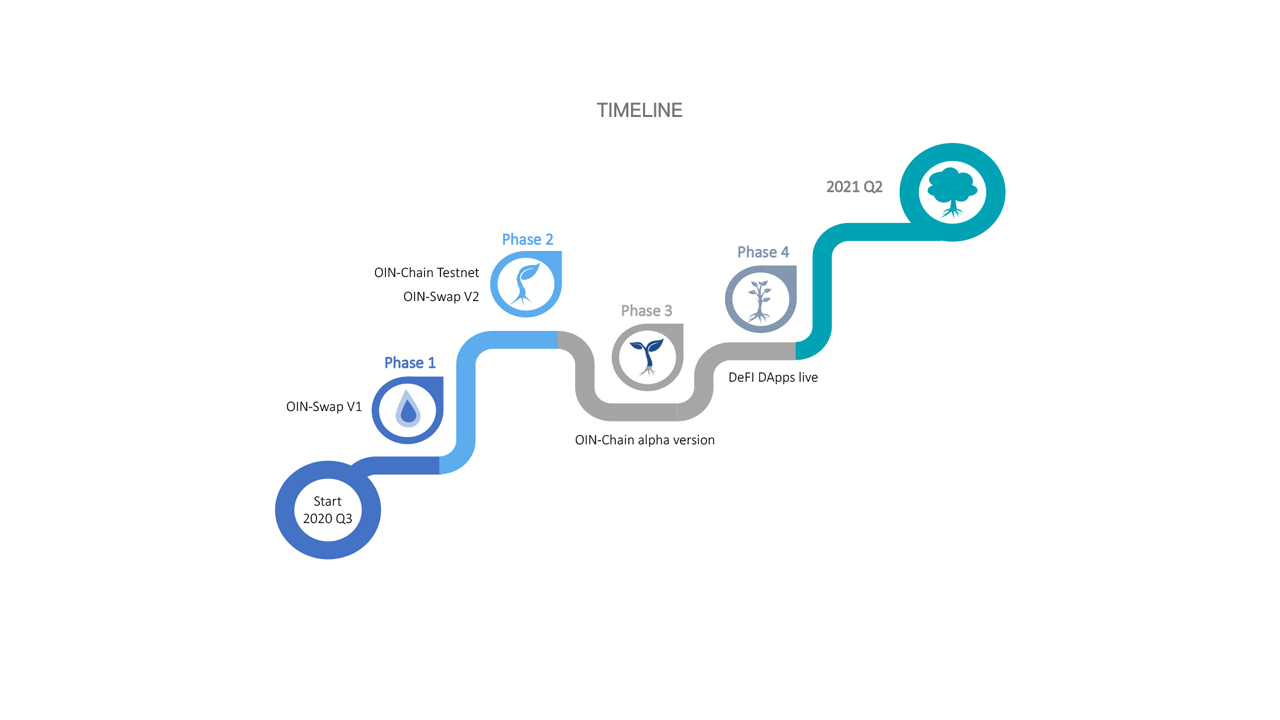 TIMELINE
2021 Q2
Phase 2
OIN-Chain Testnet
OIN-Swap V2
Phase 4
DeFI DApps live
Phase 3
OIN-Chain alpha version
Phase 1
OIN-Swap V1
Start
2020 Q3